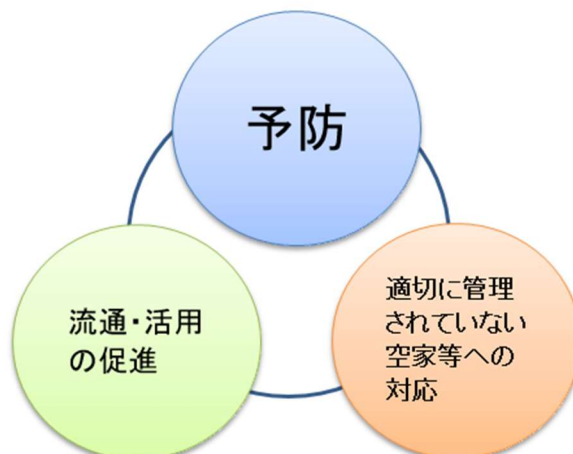 予防
流通・活用
の促進
適切に管理
されていない
空家等への
対応